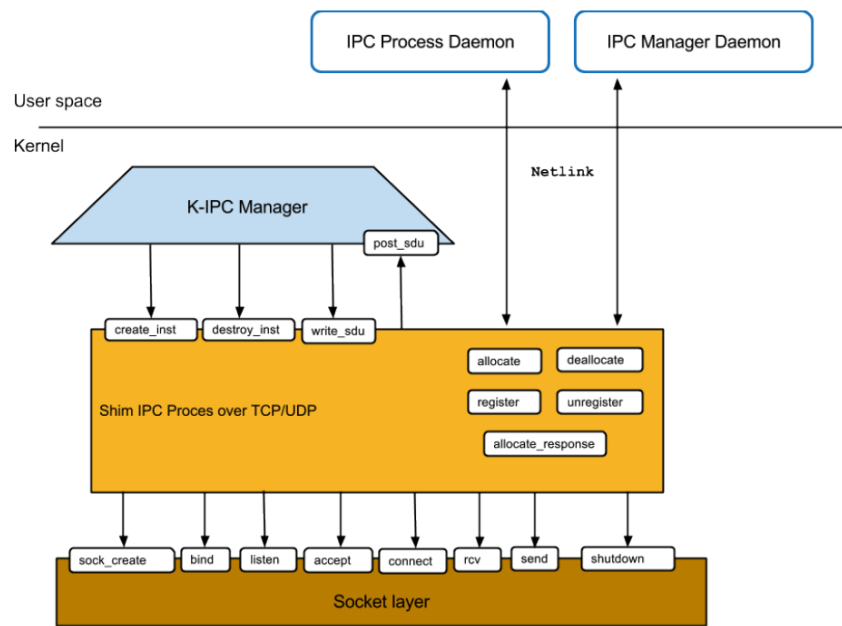 IPC Process Daemon
IPC Manager Daemon
User space
Kernel
Netlink
K-IPC Manager
post_sdu
create_inst
destroy_inst
write_sdu
allocate
deallocate
register
unregister
Shim IPC Proces over TCP/UDP
allocate_response
sock_create
bind
listen
accept
connect
rcv
send
shutdown
Socket layer